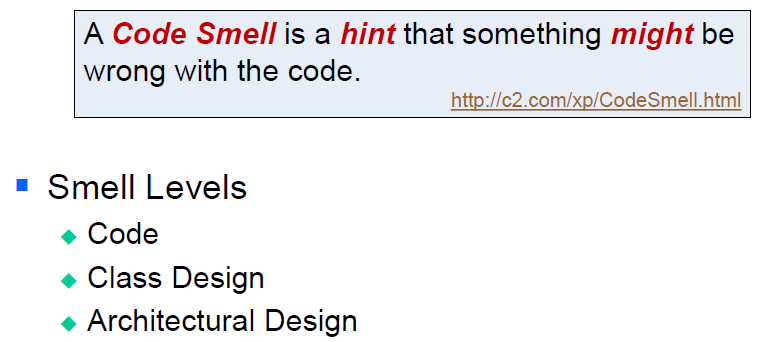 A Code Smell is a hint that something might be
wrong with the code.
http://c2.com/xp/CodeSmell.html
Smell Levels
Code
Class Design
Architectural Design